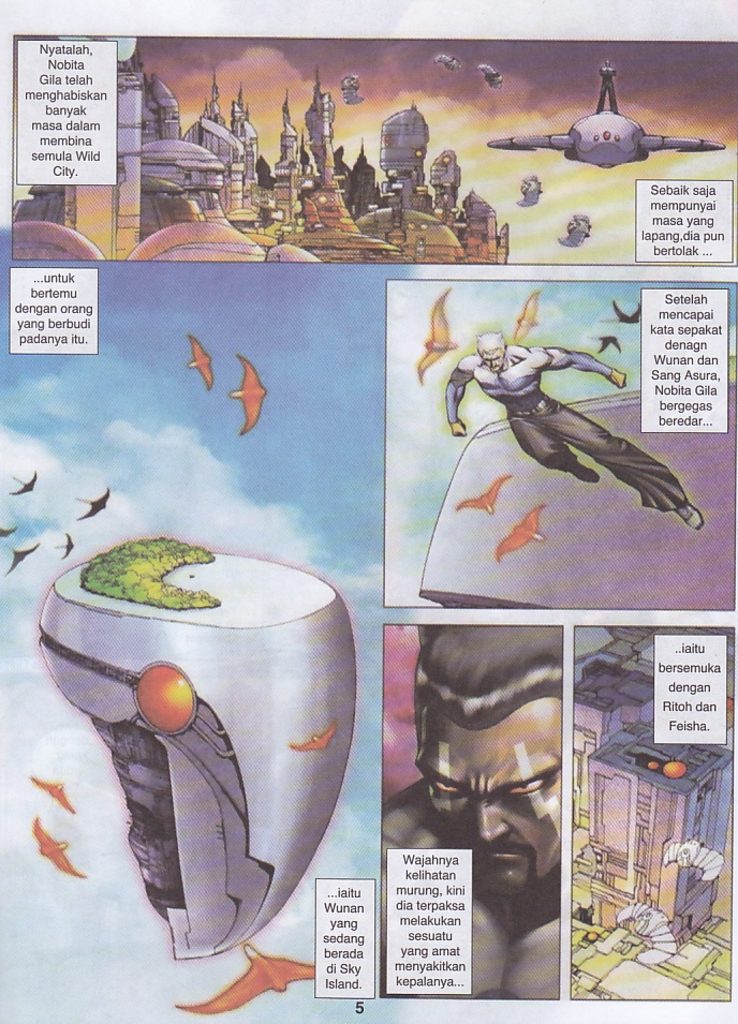 Nyatalah,
Nobita
Gila telah
menghabiskan
banyak
masa dalam
membina
semula Wild
City.
Sebaik saja
mempunyai
masa yang
lapang,dia pun
bertolak ...
...untuk
bertemu
dengan orang
yang berbudi
padanya itu.
...iaitu
Wunan
yang
sedang
berada
di Sky
Island.
Setelah
mencapai
kata sepakat
denagn
Wunan dan
Sang Asura,
Nobita Gila
bergegas
beredar...
Wajahnya
kelihatan
murung, kini
dia terpaksa
melakukan
sesuatu
yang amat
menyakitkan
kepalanya...
..iaitu
bersemuka
dengan
Ritoh dan
Feisha.
5